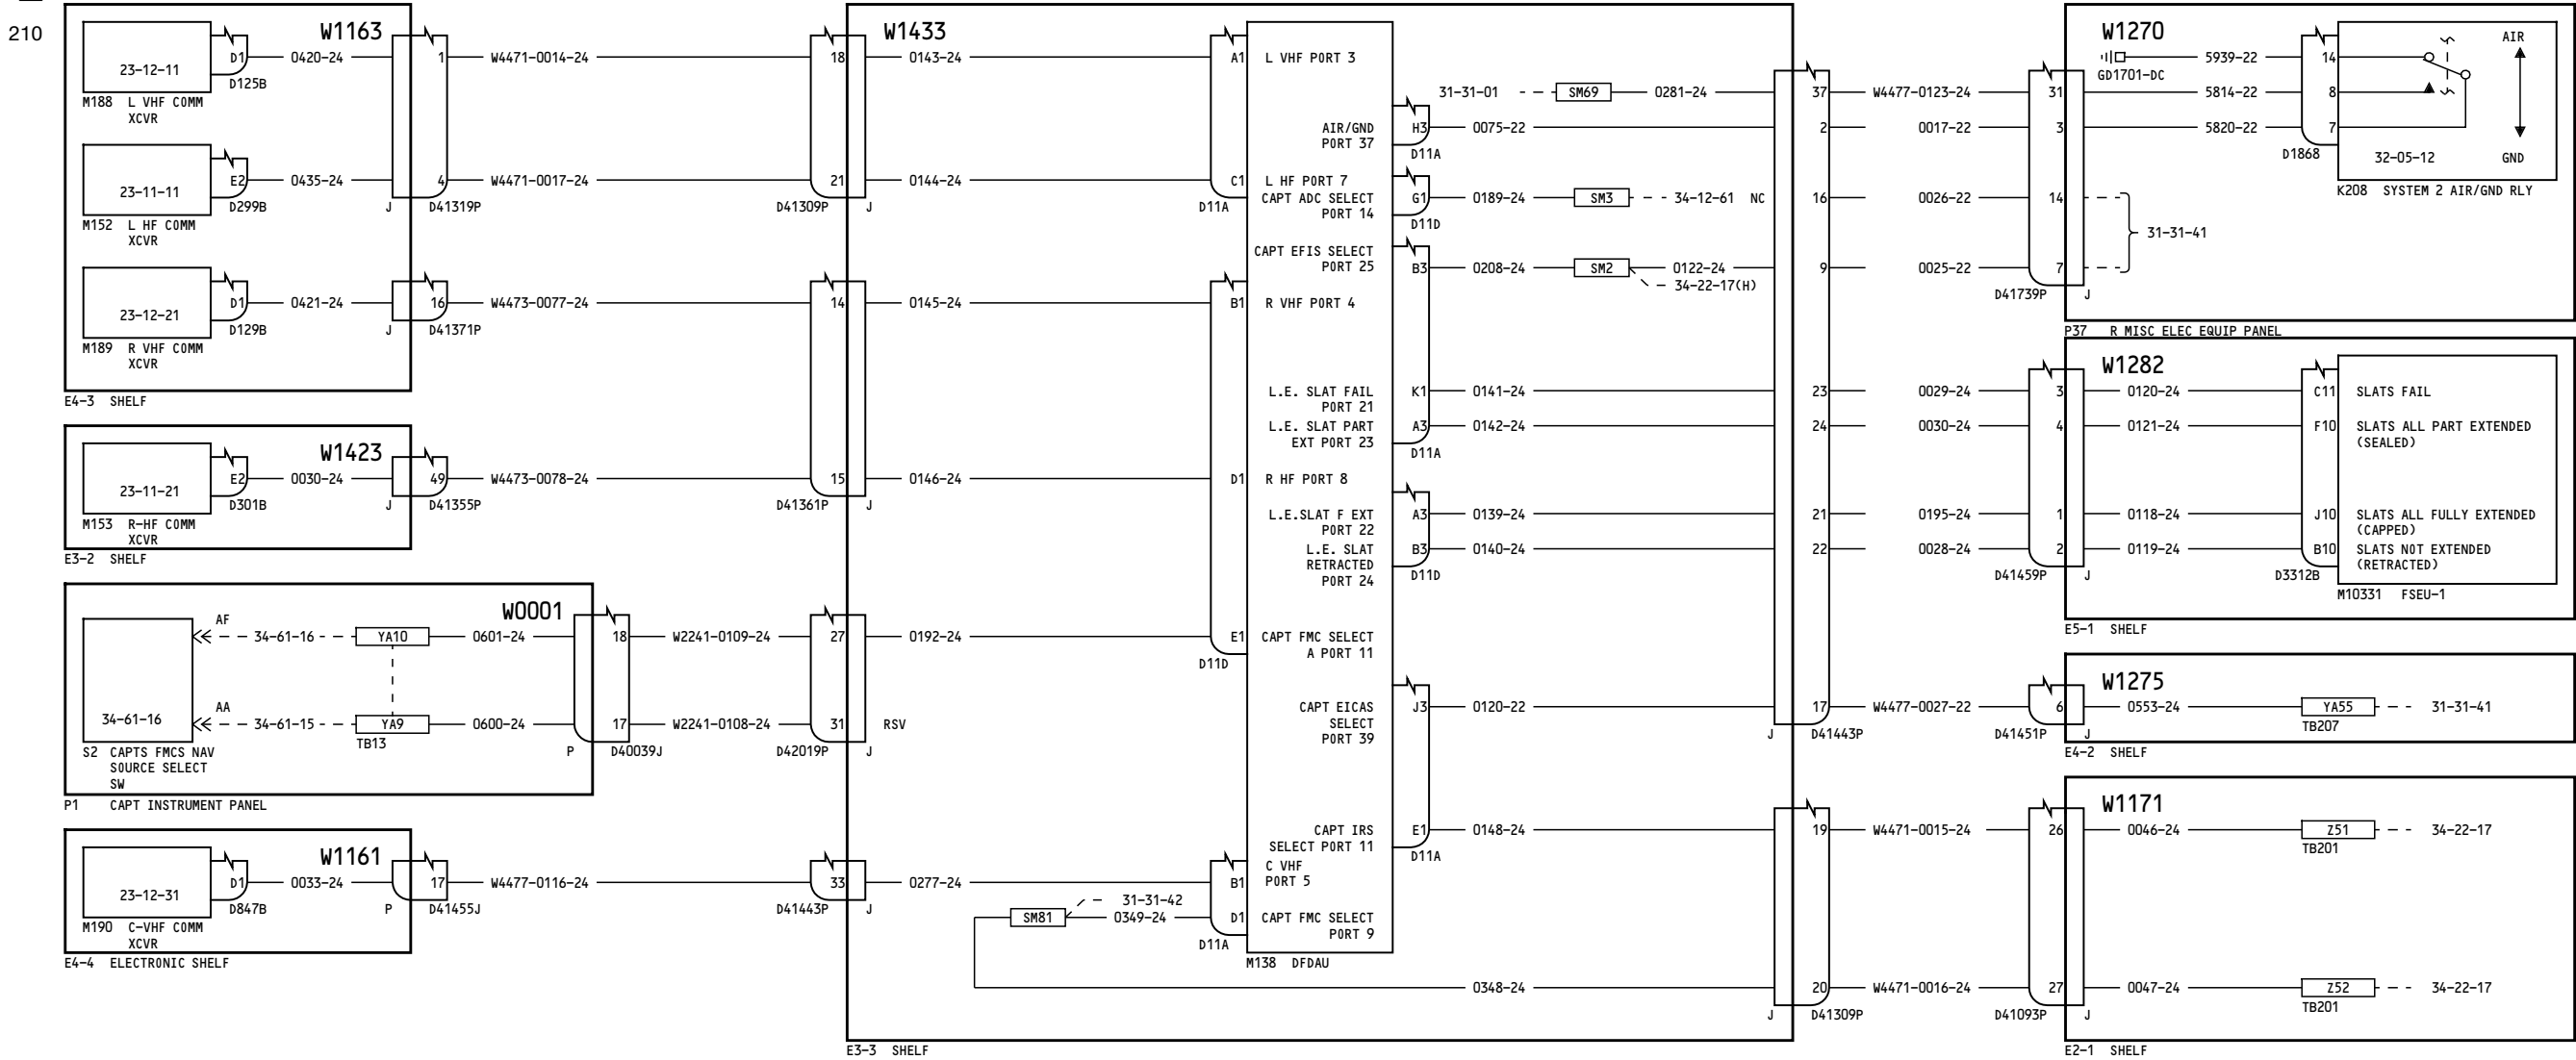 210
W1163
23-12-11
D1
0420-24
1
W4471-0014-24
18
D125B
M188 L VHF COMM
XCVR
23-11-11
E2
0435-24
4
W4471-0017-24
21
D299B
J
D41319P
D41309P
J
M152 L HF COMM
XCVR
23-12-21
D1
0421-24
16
W4473-0077-24
14
D129B
J
D41371P
M189 R VHF COMM
XCVR
E4-3 SHELF
W1423
23-11-21
E2
0030-24
49
W4473-0078-24
15
D301B
J
D41355P
D41361P
J
M153 R-HF COMM
XCVR
E3-2 SHELF
W0001
AF
34-61-16
YA10
0601-24
18
W2241-0109-24
27
34-61-16
AA
34-61-15
YA9
0600-24
17
W2241-0108-24
31
RSV
TB13
P
D40039J
D42019P
J
S2 CAPTS FMCS NAV
SOURCE SELECT
SW
P1 CAPT INSTRUMENT PANEL
W1161
23-12-31
D1
0033-24
17
W4477-0116-24
33
D847B
P
D41455J
D41443P
J
M190 C-VHF COMM
XCVR
E4-4 ELECTRONIC SHELF
W1433
0143-24
A1
L VHF PORT 3
0144-24
C1
L HF PORT 7
D11A
0145-24
B1
R VHF PORT 4
0146-24
D1
R HF PORT 8
0192-24
E1
CAPT FMC SELECT
A PORT 11
D11D
0277-24
B1
C VHF
PORT 5
31-31-42
SM81
0349-24
D1
CAPT FMC SELECT
PORT 9
D11A
M138 DFDAU
E3-3 SHELF
31-31-01
SM69
0281-24
37
W4477-0123-24
31
AIR/GND
PORT 37
H3
0075-22
2
0017-22
3
D11A
CAPT ADC SELECT
PORT 14
G1
0189-24
SM3
34-12-61 NC
16
0026-22
14
D11D
31-31-41
CAPT EFIS SELECT
PORT 25
B3
0208-24
SM2
0122-24
9
0025-22
7
34-22-17(H)
D41739P
J
L.E. SLAT FAIL
PORT 21
K1
0141-24
23
0029-24
3
L.E. SLAT PART
EXT PORT 23
A3
0142-24
24
0030-24
4
D11A
L.E.SLAT F EXT
PORT 22
A3
0139-24
21
0195-24
1
L.E. SLAT
RETRACTED
PORT 24
B3
0140-24
22
0028-24
2
D11D
D41459P
J
CAPT EICAS
SELECT
PORT 39
J3
0120-22
17
W4477-0027-22
6
J
D41443P
D41451P
J
CAPT IRS
SELECT PORT 11
E1
0148-24
19
W4471-0015-24
26
D11A
0348-24
20
W4471-0016-24
27
J
D41309P
D41093P
J
W1270
GD1701-DC
5939-22
14
5814-22
8
5820-22
7
D1868
AIR
32-05-12
GND
K208 SYSTEM 2 AIR/GND RLY
P37 R MISC ELEC EQUIP PANEL
W1282
0120-24
C11
SLATS FAIL
0121-24
F10
SLATS ALL PART EXTENDED
(SEALED)
0118-24
J10
SLATS ALL FULLY EXTENDED
(CAPPED)
0119-24
B10
SLATS NOT EXTENDED
(RETRACTED)
D3312B
M10331 FSEU-1
E5-1 SHELF
W1275
0553-24
YA55
31-31-41
TB207
E4-2 SHELF
W1171
0046-24
Z51
34-22-17
TB201
0047-24
Z52
34-22-17
TB201
E2-1 SHELF